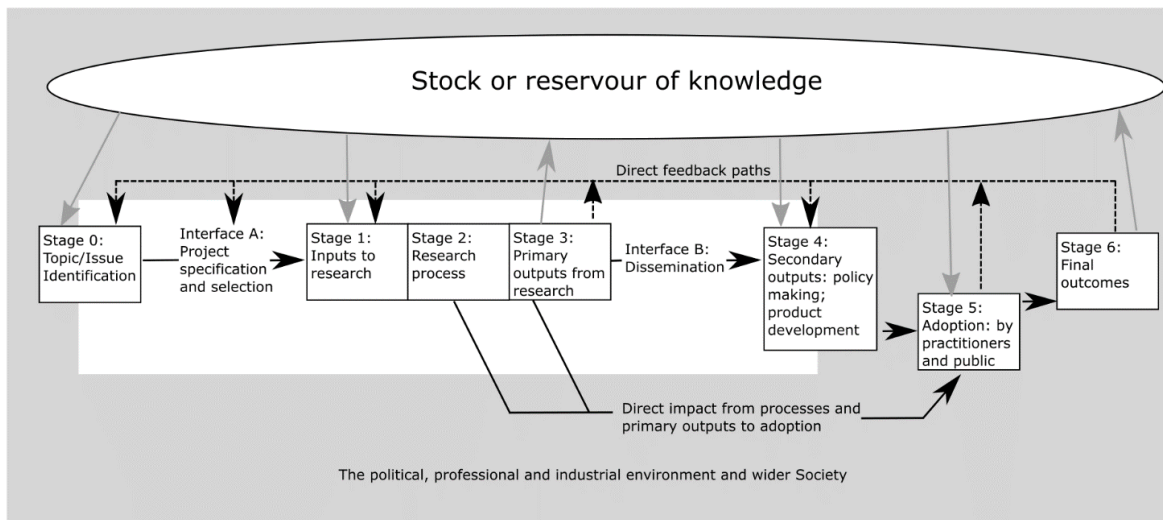 Stock or reservour of knowledge
Direct feedback paths
Stage 0:
Topic/Issue
Identification
Interface A:
Project
specification
and selection
Stage 1:
Inputs to
research
Stage 2:
Research
process
Stage 3:
Primary
outputs from
research
Interface B:
Dissemination
Stage 4:
Secondary
outputs: policy
making;
product
development
Stage 5:
Adoption: by
practitioners
and public
Stage 6:
Final
outcomes
Direct impact from processes and
primary outputs to adoption
The political, professional and industrial environment and wider Society